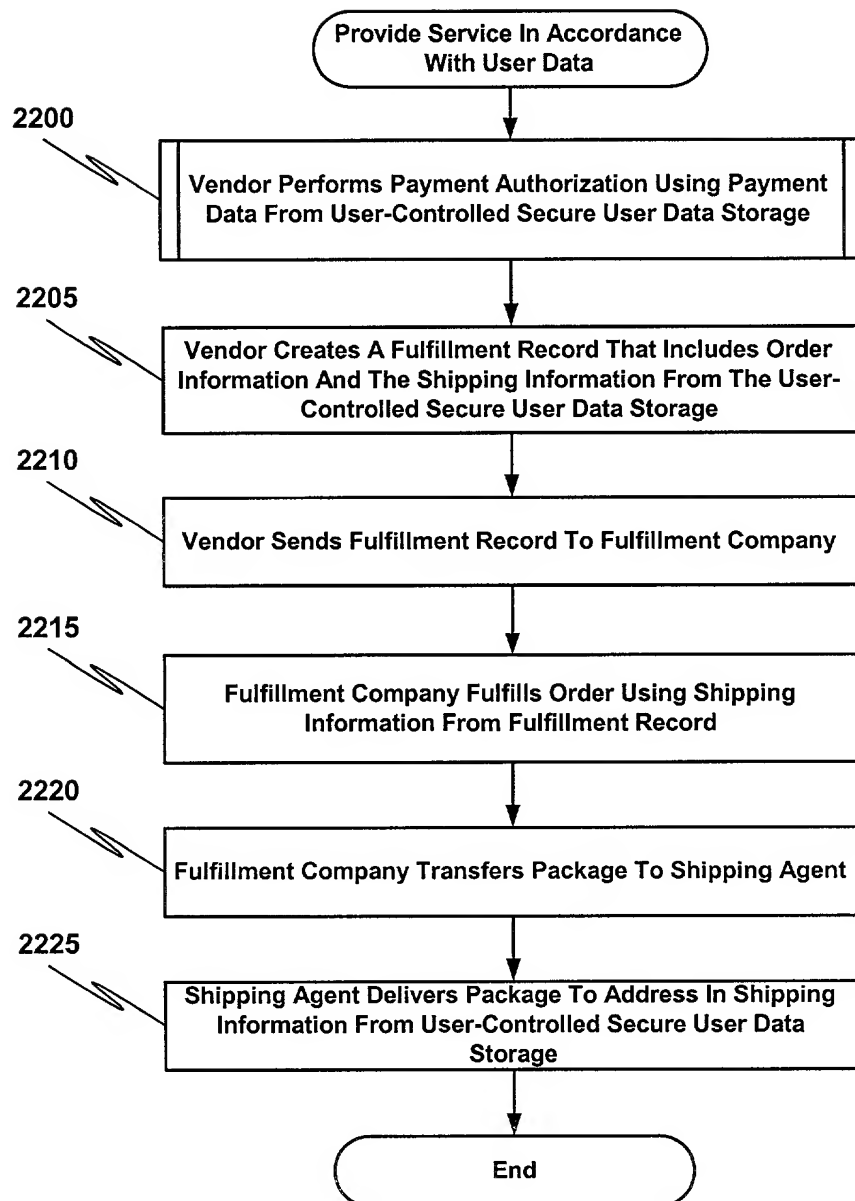 Provide Service In Accordance
With User Data
2200
Vendor Performs Payment Authorization Using Payment
Data From User-Controlled Secure User Data Storage
2205
Vendor Creates A Fulfillment Record That Includes Order
Information And The Shipping Information From The User-
Controlled Secure User Data Storage
2210
Vendor Sends Fulfillment Record To Fulfillment Company
2215
Fulfillment Company Fulfills Order Using Shipping
Information From Fulfillment Record
2220
Fulfillment Company Transfers Package To Shipping Agent
2225
Shipping Agent Delivers Package To Address In Shipping
Information From User-Controlled Secure User Data
Storage
End